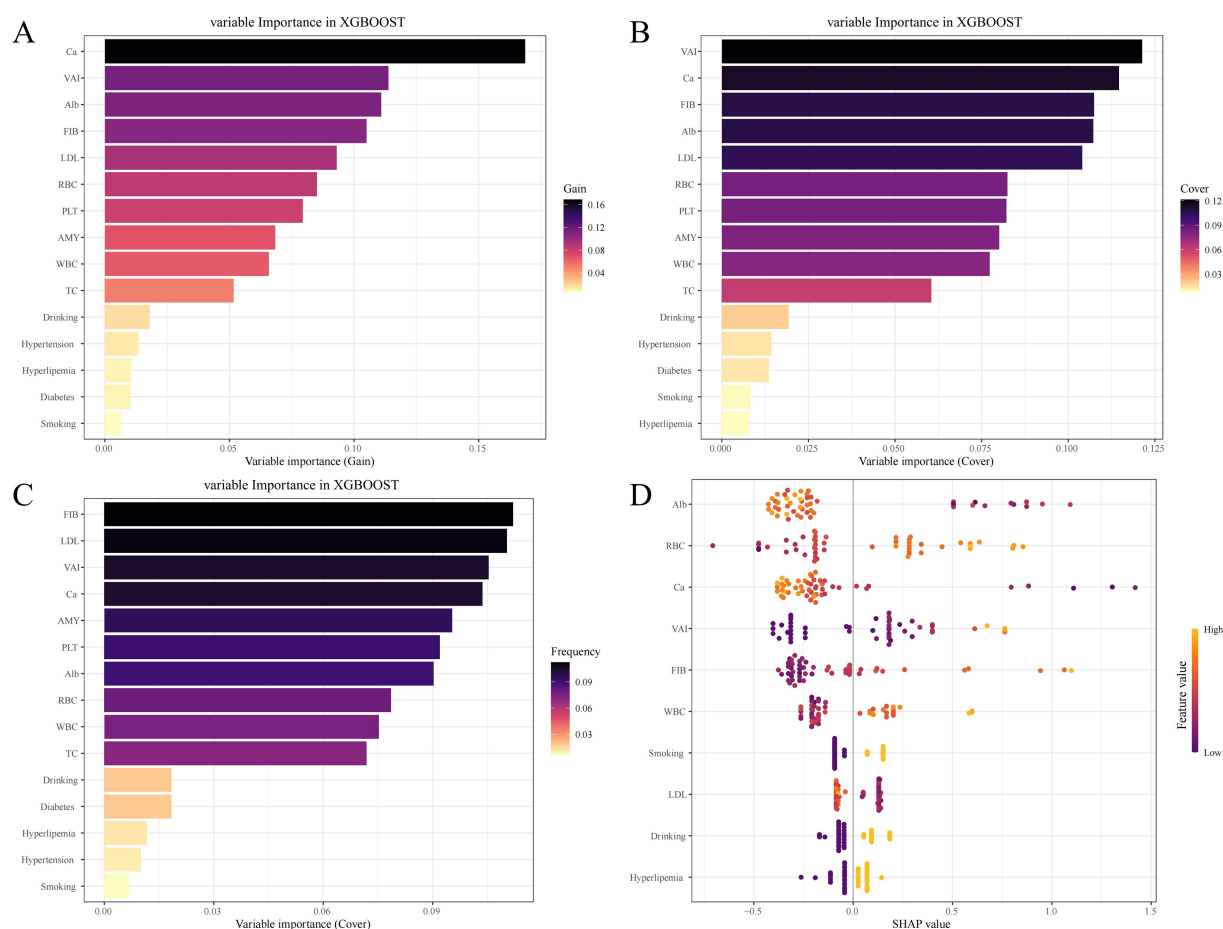 A
variable Importance in XGBOOST
Ca
VAI
Alb
FIB
LDL
RBC
PLT
AMY
WBC
TC
Drinking
Hypertension
Hyperlipemia
Diabetes
Smoking
0.00 0.05 0.10 0.15
Variable importance (Gain)
Gain
0.16
0.12
0.08
0.04
B
variable Importance in XGBOOST
VAI
Ca
FIB
Alb
LDL
RBC
PLT
AMY
WBC
TC
Drinking
Hypertension
Diabetes
Smoking
Hyperlipemia
0.000 0.025 0.050 0.075 0.100 0.125
Variable importance (Cover)
Cover
0.12
0.09
0.06
0.03
C
variable Importance in XGBOOST
FIB
LDL
VAI
Ca
AMY
PLT
Alb
RBC
WBC
TC
Drinking
Diabetes
Hyperlipemia
Hypertension
Smoking
0.00 0.03 0.06 0.09
Variable importance (Cover)
Frequency
0.09
0.06
0.03
D
Alb
RBC
Ca
VAI
FIB
WBC
Smoking
LDL
Drinking
Hyperlipemia
−0.5 0.0 0.5 1.0 1.5
SHAP value
High
Feature value
Low